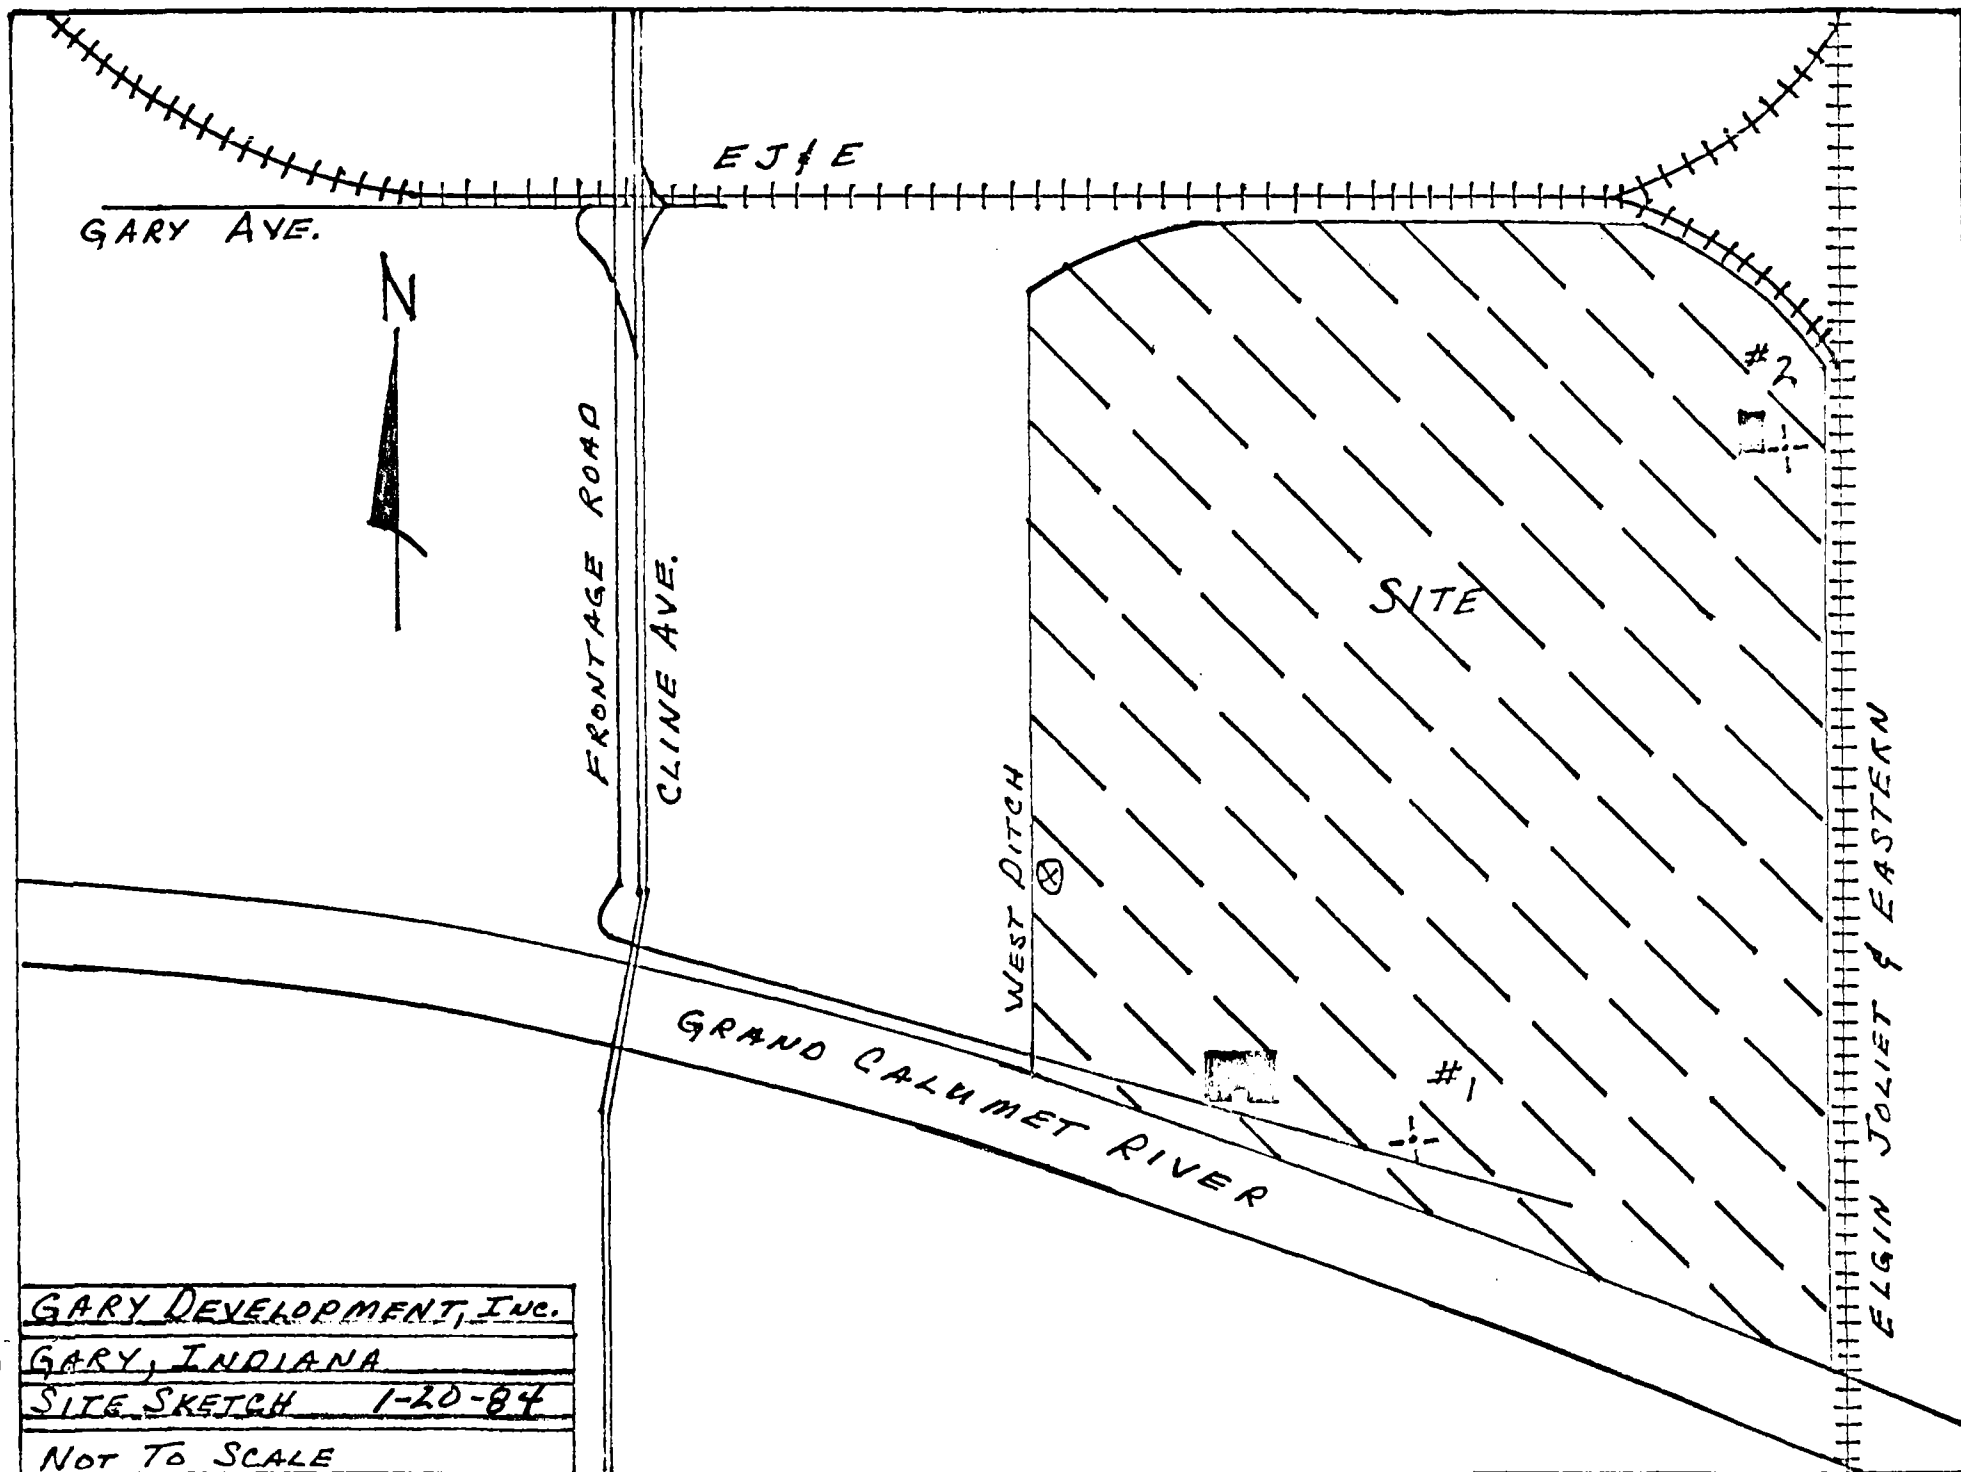 EJ & E
GARY AVE.
N
#2
FRONTAGE ROAD
CLINE AVE.
SITE
WEST DITCH
ELGIN JOLIET & EASTERN
GRAND CALUMET RIVER
#1
GARY DEVELOPMENT, INC.
GARY, INDIANA
SITE SKETCH 1-20-84
NOT TO SCALE